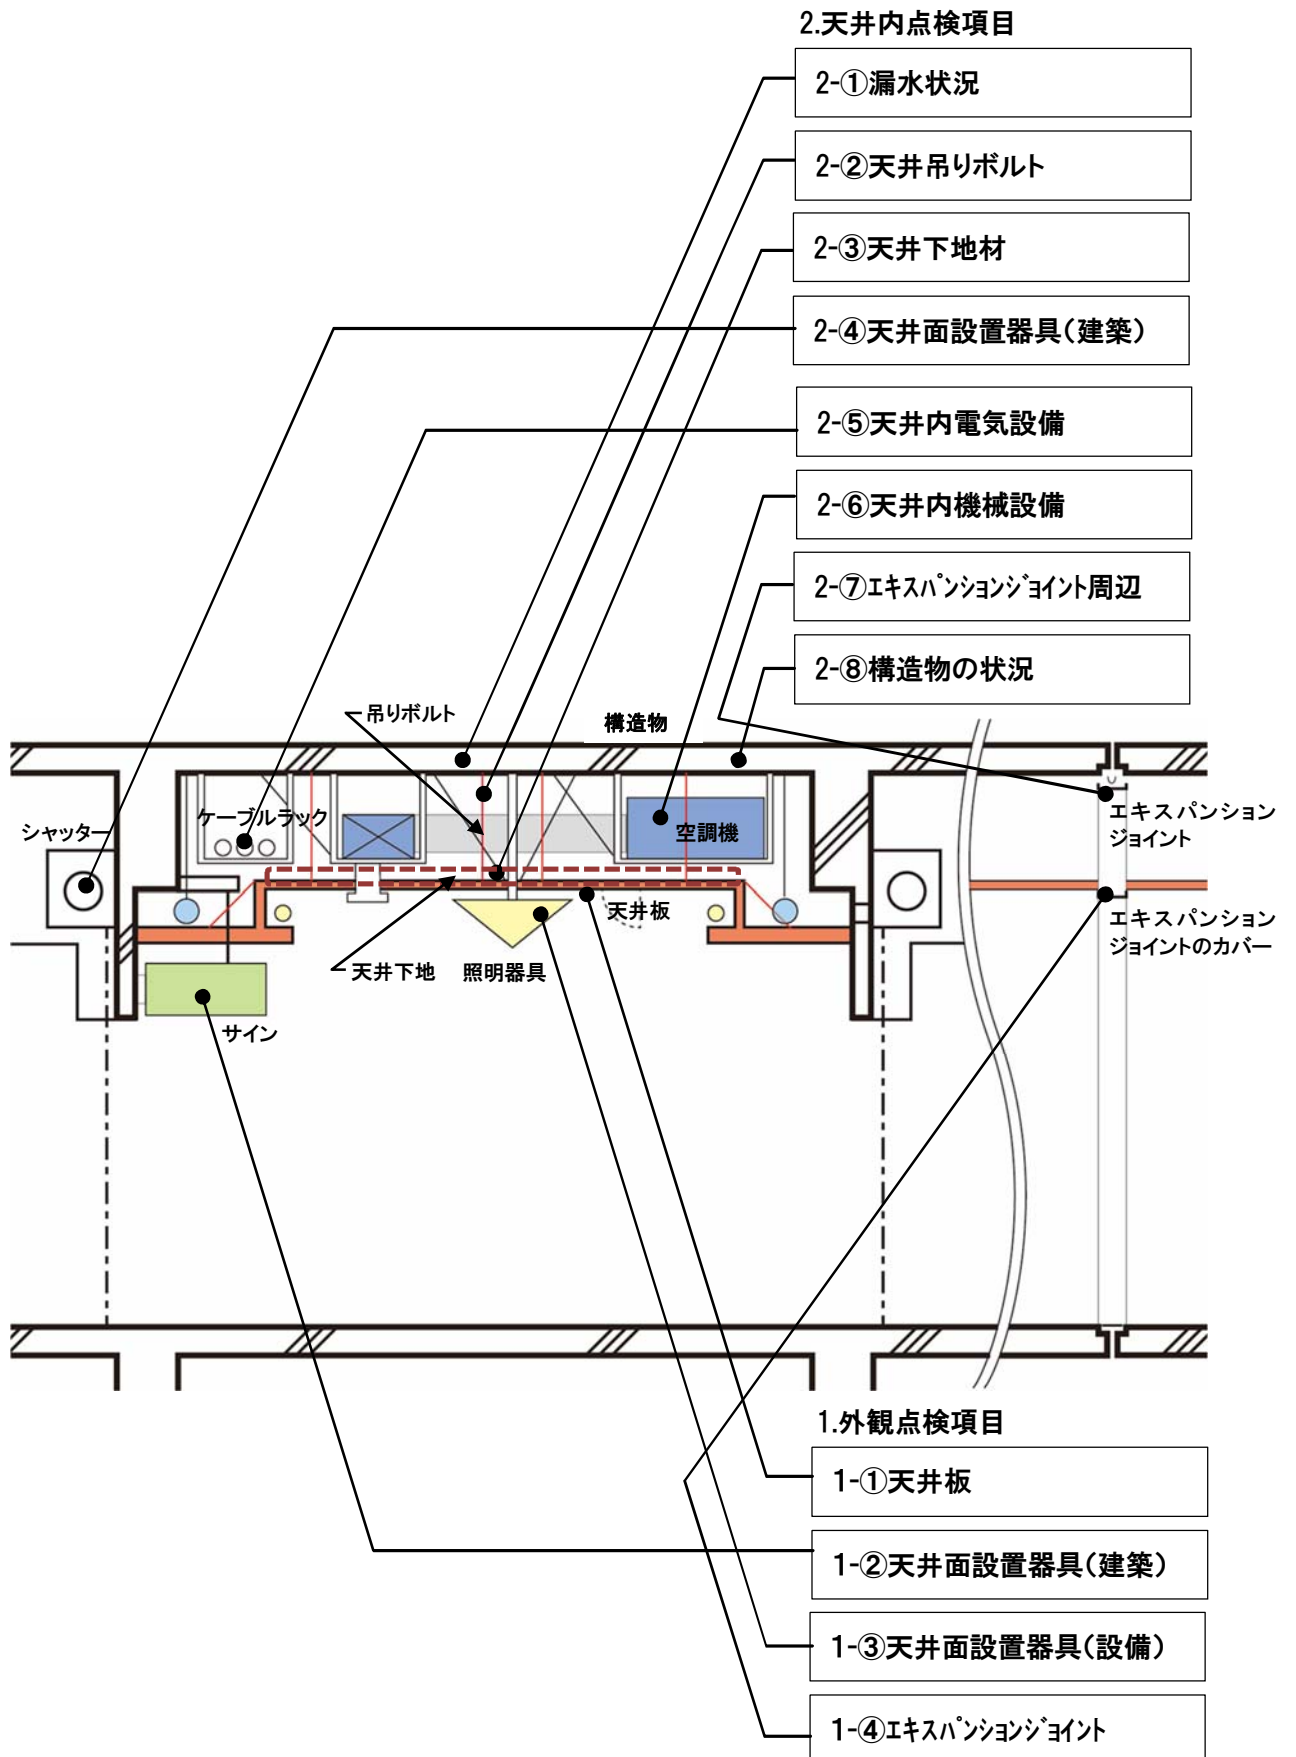 2.天井内点検項目
2-①漏水状況
2-②天井吊りボルト
2-③天井下地材
2-④天井面設置器具(建築)
2-⑤天井内電気設備
2-⑥天井内機械設備
2-⑦エキスパンションジョイント周辺
2-⑧構造物の状況
吊りボルト
構造物
ケーブルラック
空調機
シャッター
エキスパンション
ジョイント
天井板
エキスパンション
ジョイントのカバー
天井下地
照明器具
サイン
1.外観点検項目
1-①天井板
1-②天井面設置器具(建築)
1-③天井面設置器具(設備)
1-④エキスパンションジョイント